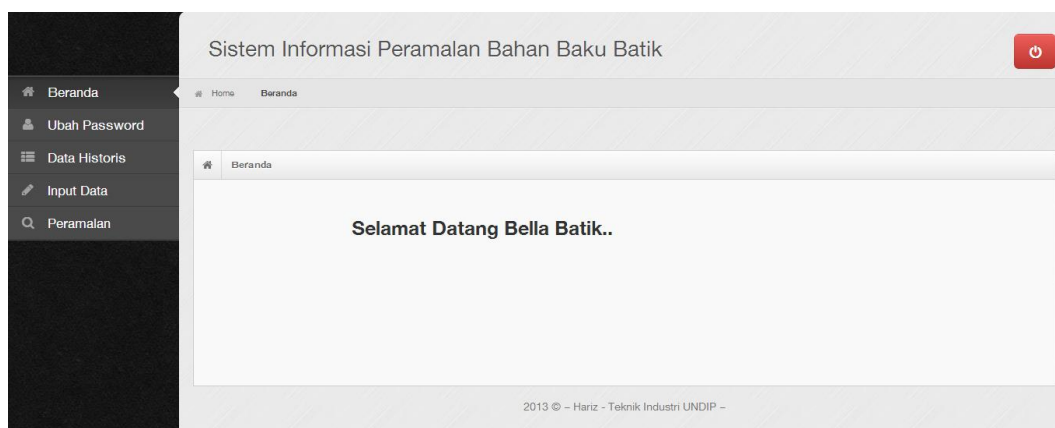 Sistem Informasi Peramalan Bahan Baku Batik
Beranda
Ubah Password
Data Historis
Input Data
Peramalan
Home Beranda
Beranda
Selamat Datang Bella Batik..
2013 © – Hariz - Teknik Industri UNDIP –